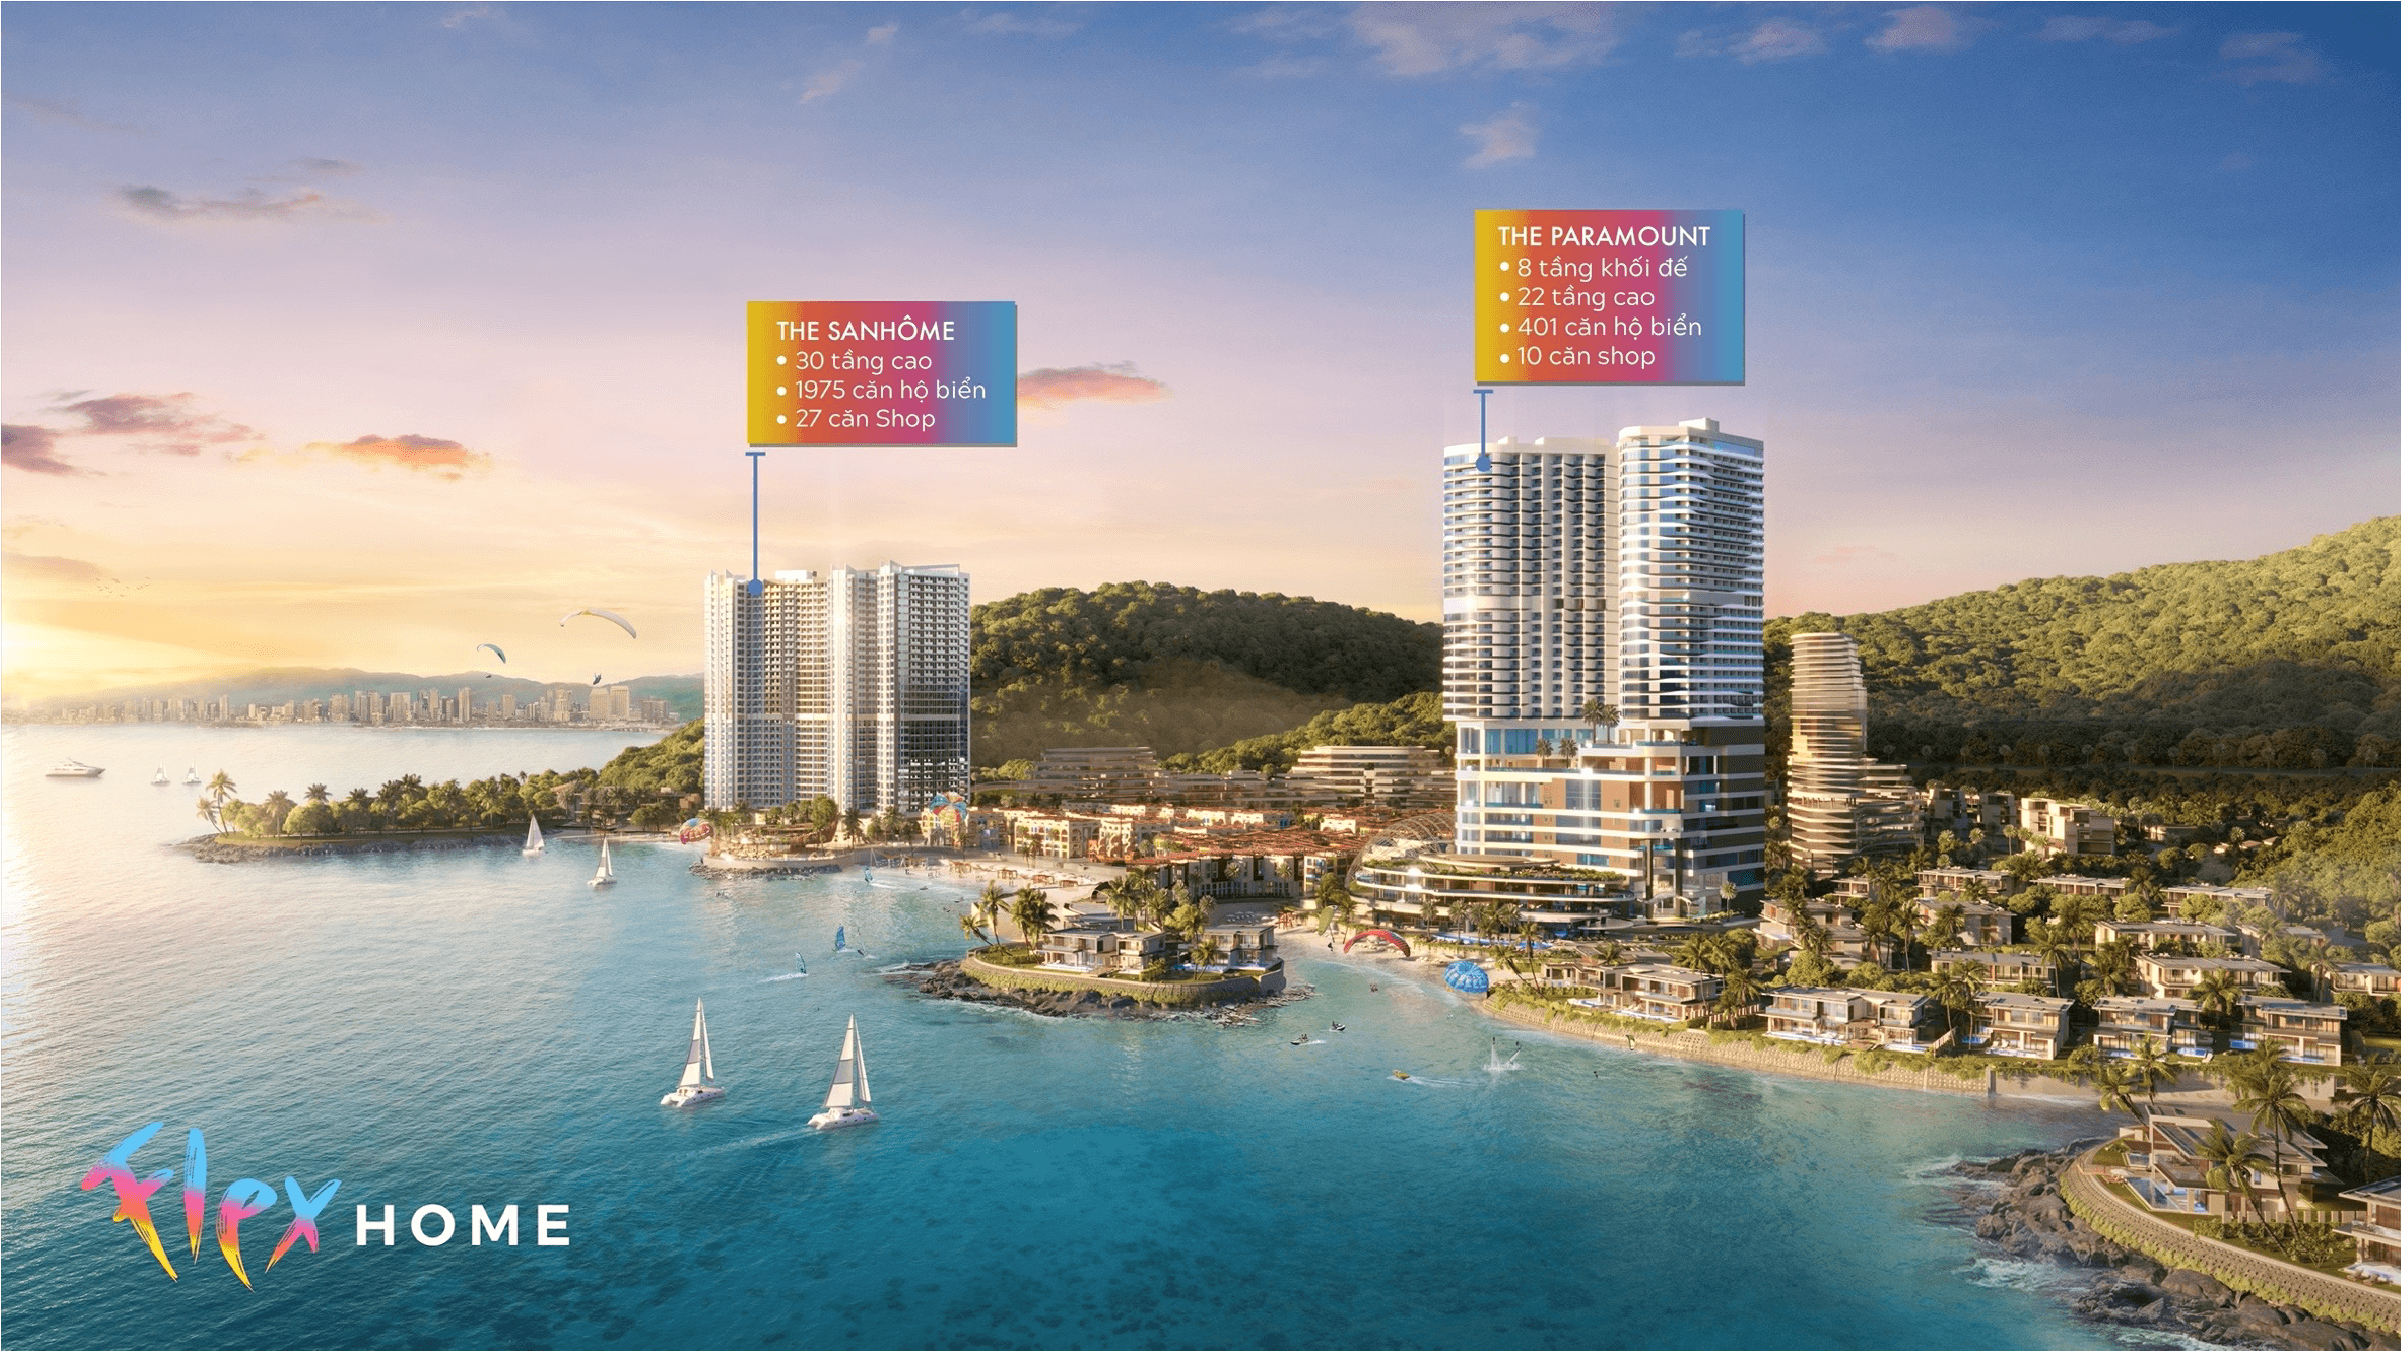 THE SANHÔME
• 30 tầng cao
• 1975 căn hộ biển
• 27 căn Shop
THE PARAMOUNT
• 8 tầng khối đế
• 22 tầng cao
• 401 căn hộ biển
• 10 căn shop
Flex HOME